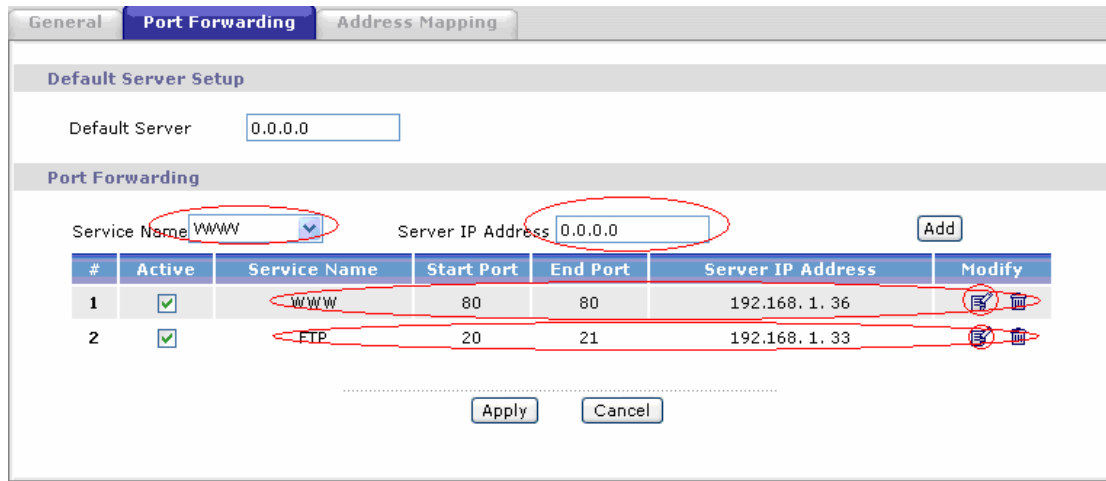 General Port Forwarding Address Mapping
Default Server Setup
Default Server 0.0.0.0
Port Forwarding
Service Name WWW Server IP Address 0.0.0.0 Add
# Active Service Name Start Port End Port Server IP Address Modify
1 WWW 80 80 192.168. 1. 36
2 FTP 20 21 192.168. 1. 33
Apply Cancel